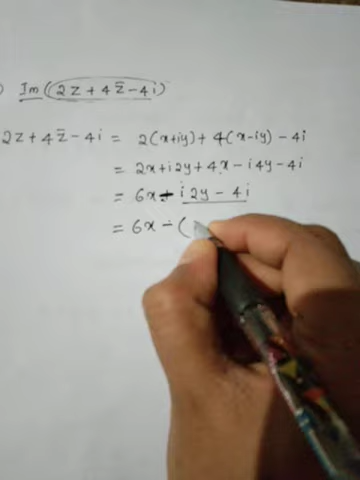 ) Im(2z + 4z̄ - 4i)
2z + 4z̄ - 4i = 2(x+iy) + 4(x-iy) - 4i
= 2x + i2y + 4x - i4y - 4i
= 6x - i2y - 4i
= 6x - (